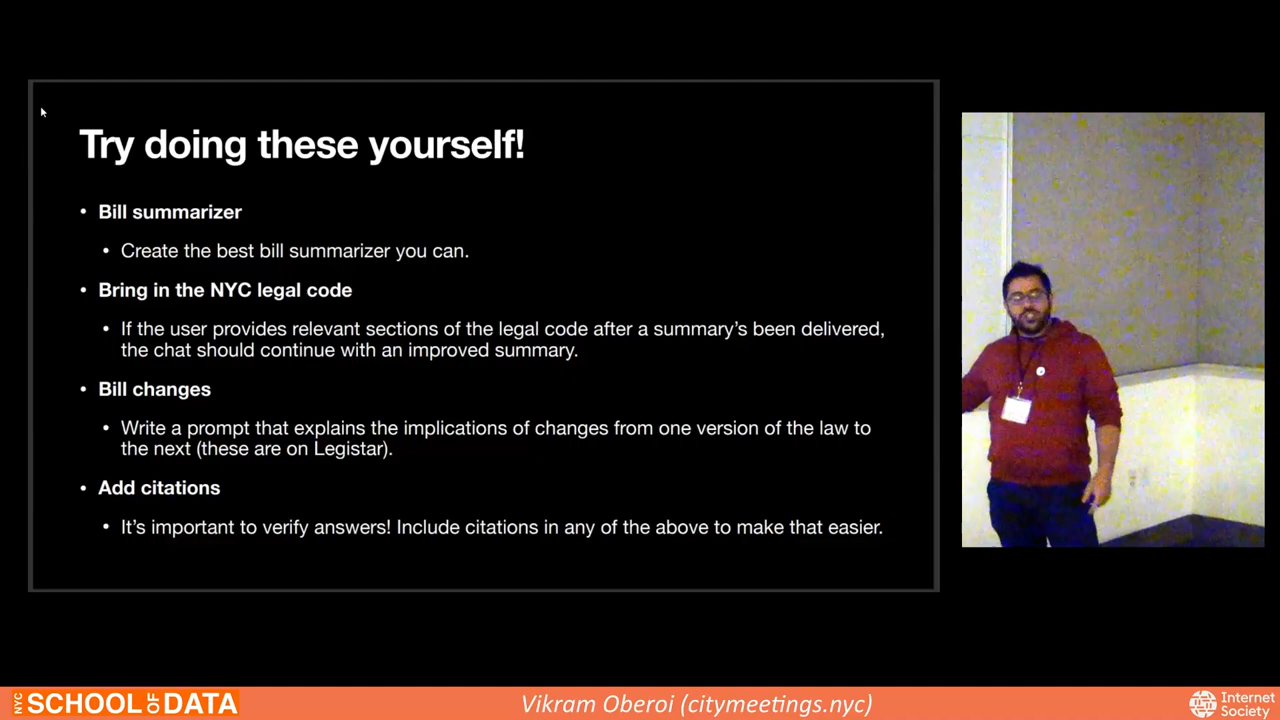 Try doing these yourself!
• Bill summarizer
• Create the best bill summarizer you can.
• Bring in the NYC legal code
• If the user provides relevant sections of the legal code after a summary’s been delivered,
the chat should continue with an improved summary.
• Bill changes
• Write a prompt that explains the implications of changes from one version of the law to
the next (these are on Legistar).
• Add citations
• It’s important to verify answers! Include citations in any of the above to make that easier.
NYC SCHOOL OF DATA
Vikram Oberoi (citymeetings.nyc)
Internet
Society